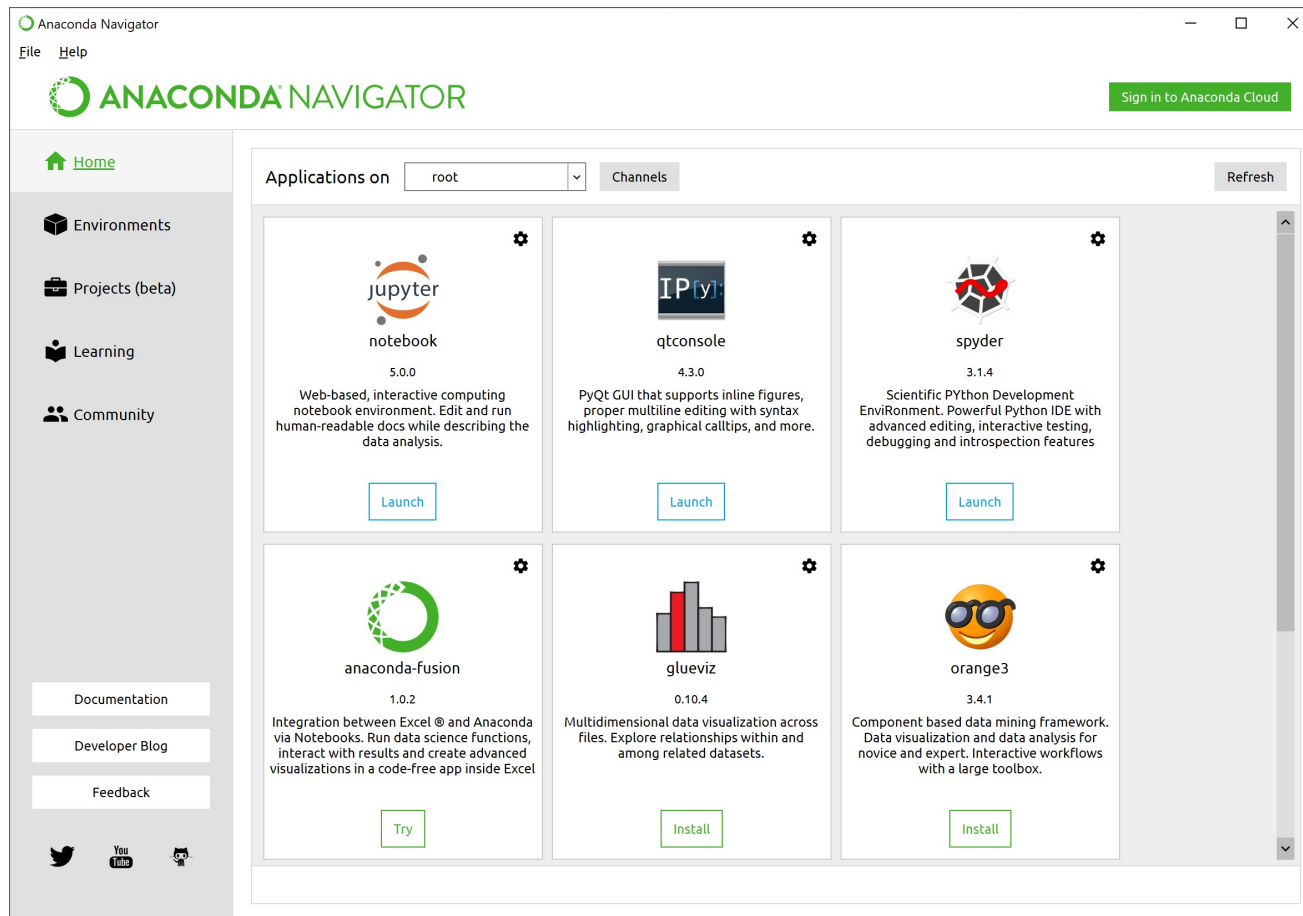 Anaconda Navigator
File Help
ANACONDA NAVIGATOR
Sign in to Anaconda Cloud
Home
Environments
Projects (beta)
Learning
Community
Documentation
Developer Blog
Feedback
You
Tube
Applications on root Channels Refresh
jupyter
notebook
5.0.0
Web-based, interactive computing
notebook environment. Edit and run
human-readable docs while describing the
data analysis.
Launch
IP[y]:
qtconsole
4.3.0
PyQt GUI that supports inline figures,
proper multiline editing with syntax
highlighting, graphical calltips, and more.
Launch
spyder
3.1.4
Scientific PYthon Development
EnviRonment. Powerful Python IDE with
advanced editing, interactive testing,
debugging and introspection features
Launch
anaconda-fusion
1.0.2
Integration between Excel ® and Anaconda
via Notebooks. Run data science functions,
interact with results and create advanced
visualizations in a code-free app inside Excel
Try
glueviz
0.10.4
Multidimensional data visualization across
files. Explore relationships within and
among related datasets.
Install
orange3
3.4.1
Component based data mining framework.
Data visualization and data analysis for
novice and expert. Interactive workflows
with a large toolbox.
Install